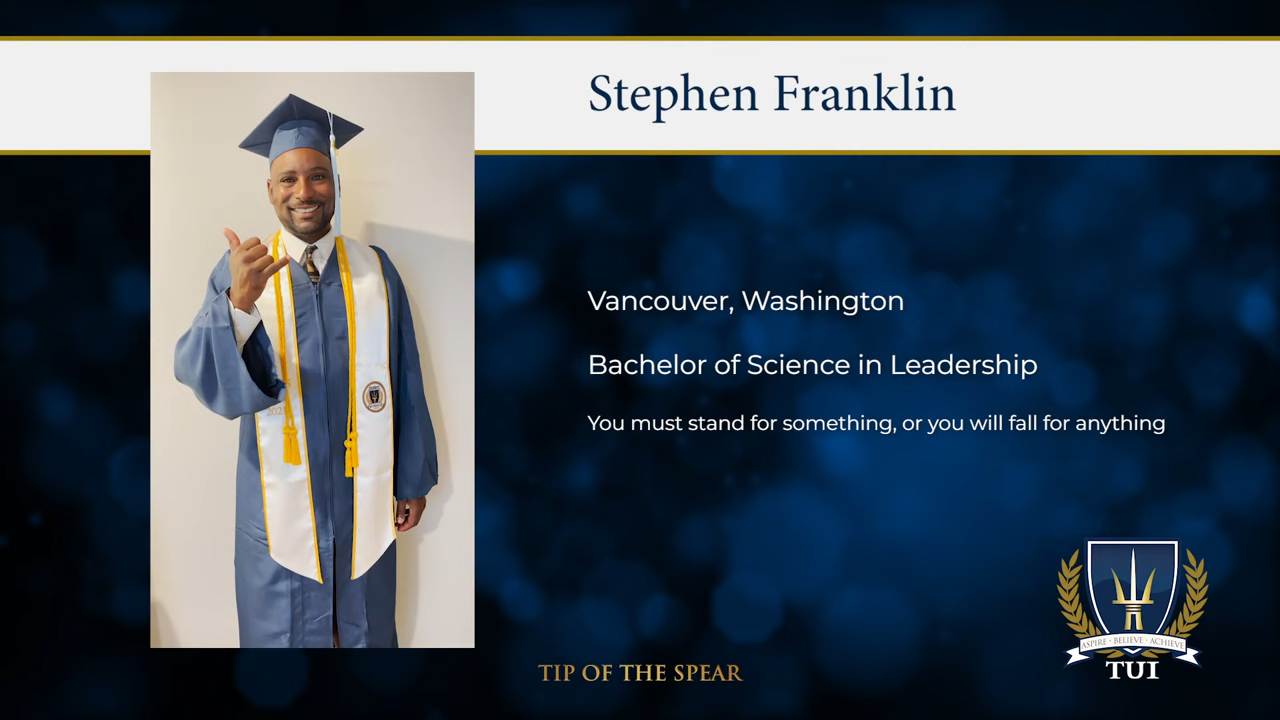 Stephen Franklin
Vancouver, Washington
Bachelor of Science in Leadership
You must stand for something, or you will fall for anything
ASPIRE · BELIEVE · ACHIEVE
TUI
TIP OF THE SPEAR